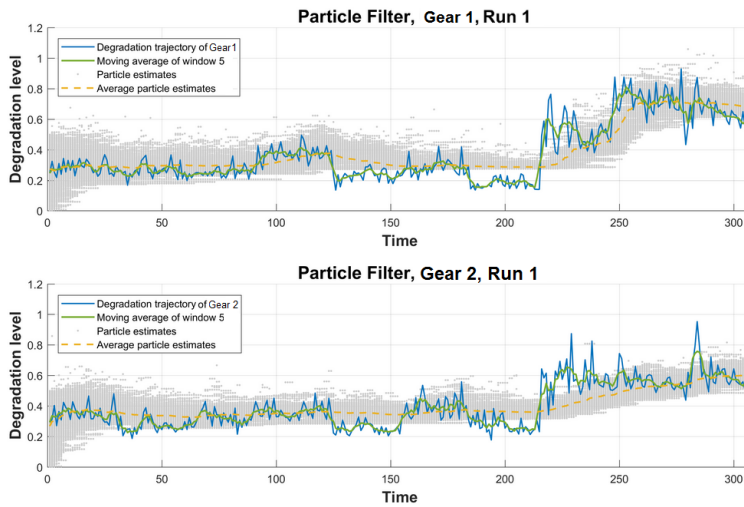 Particle Filter, Gear 1, Run 1
1.2
1
0.8
0.6
0.4
0.2
0
Degradation level
Degradation trajectory of Gear1
Moving average of window 5
Particle estimates
Average particle estimates
0 50 100 150 200 250 300
Time
Particle Filter, Gear 2, Run 1
1.2
1
0.8
0.6
0.4
0.2
0
Degradation level
Degradation trajectory of Gear 2
Moving average of window 5
Particle estimates
Average particle estimates
0 50 100 150 200 250 300
Time